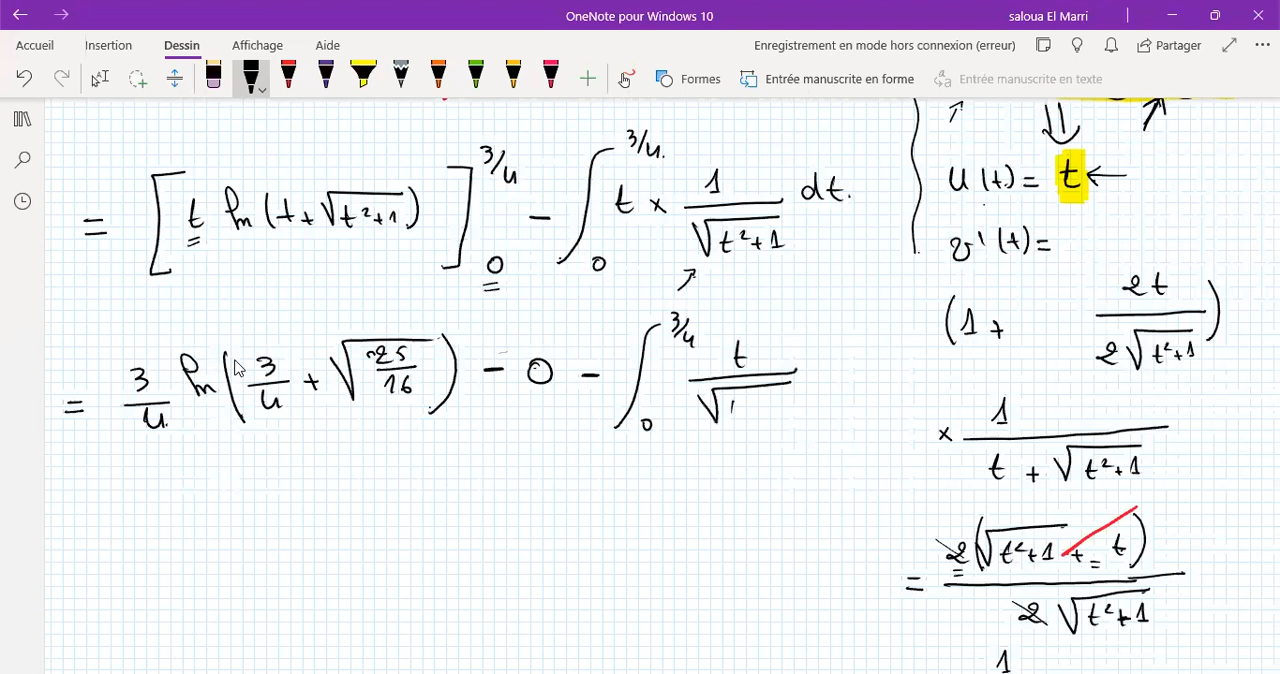 OneNote pour Windows 10
saloua El Marri
Accueil Insertion Dessin Affichage Aide
Enregistrement en mode hors connexion (erreur)
Partager
Formes
Entrée manuscrite en forme
Entrée manuscrite en texte
= [t ln(t+√(t²+1))]₀^(3/4) - ∫₀^(3/4) t × 1/√(t²+1) dt.
= 3/4 ln(3/4 + √(25/16)) - 0 - ∫₀^(3/4) t/√
u(t) = t ←
v'(t) =
(1 + 2t/(2√(t²+1)))
× 1/(t + √(t²+1))
= 2(√(t²+1) + t)/(2√(t²+1))
1